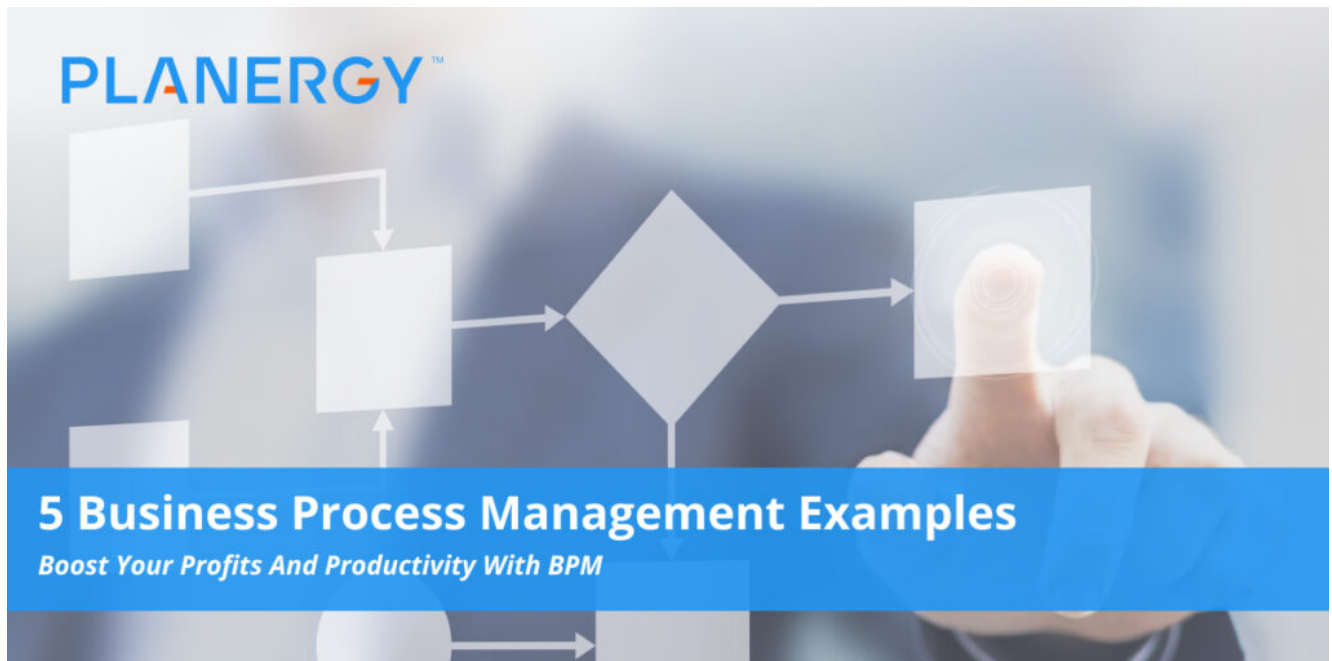 PLANERGY™
5 Business Process Management Examples
Boost Your Profits And Productivity With BPM